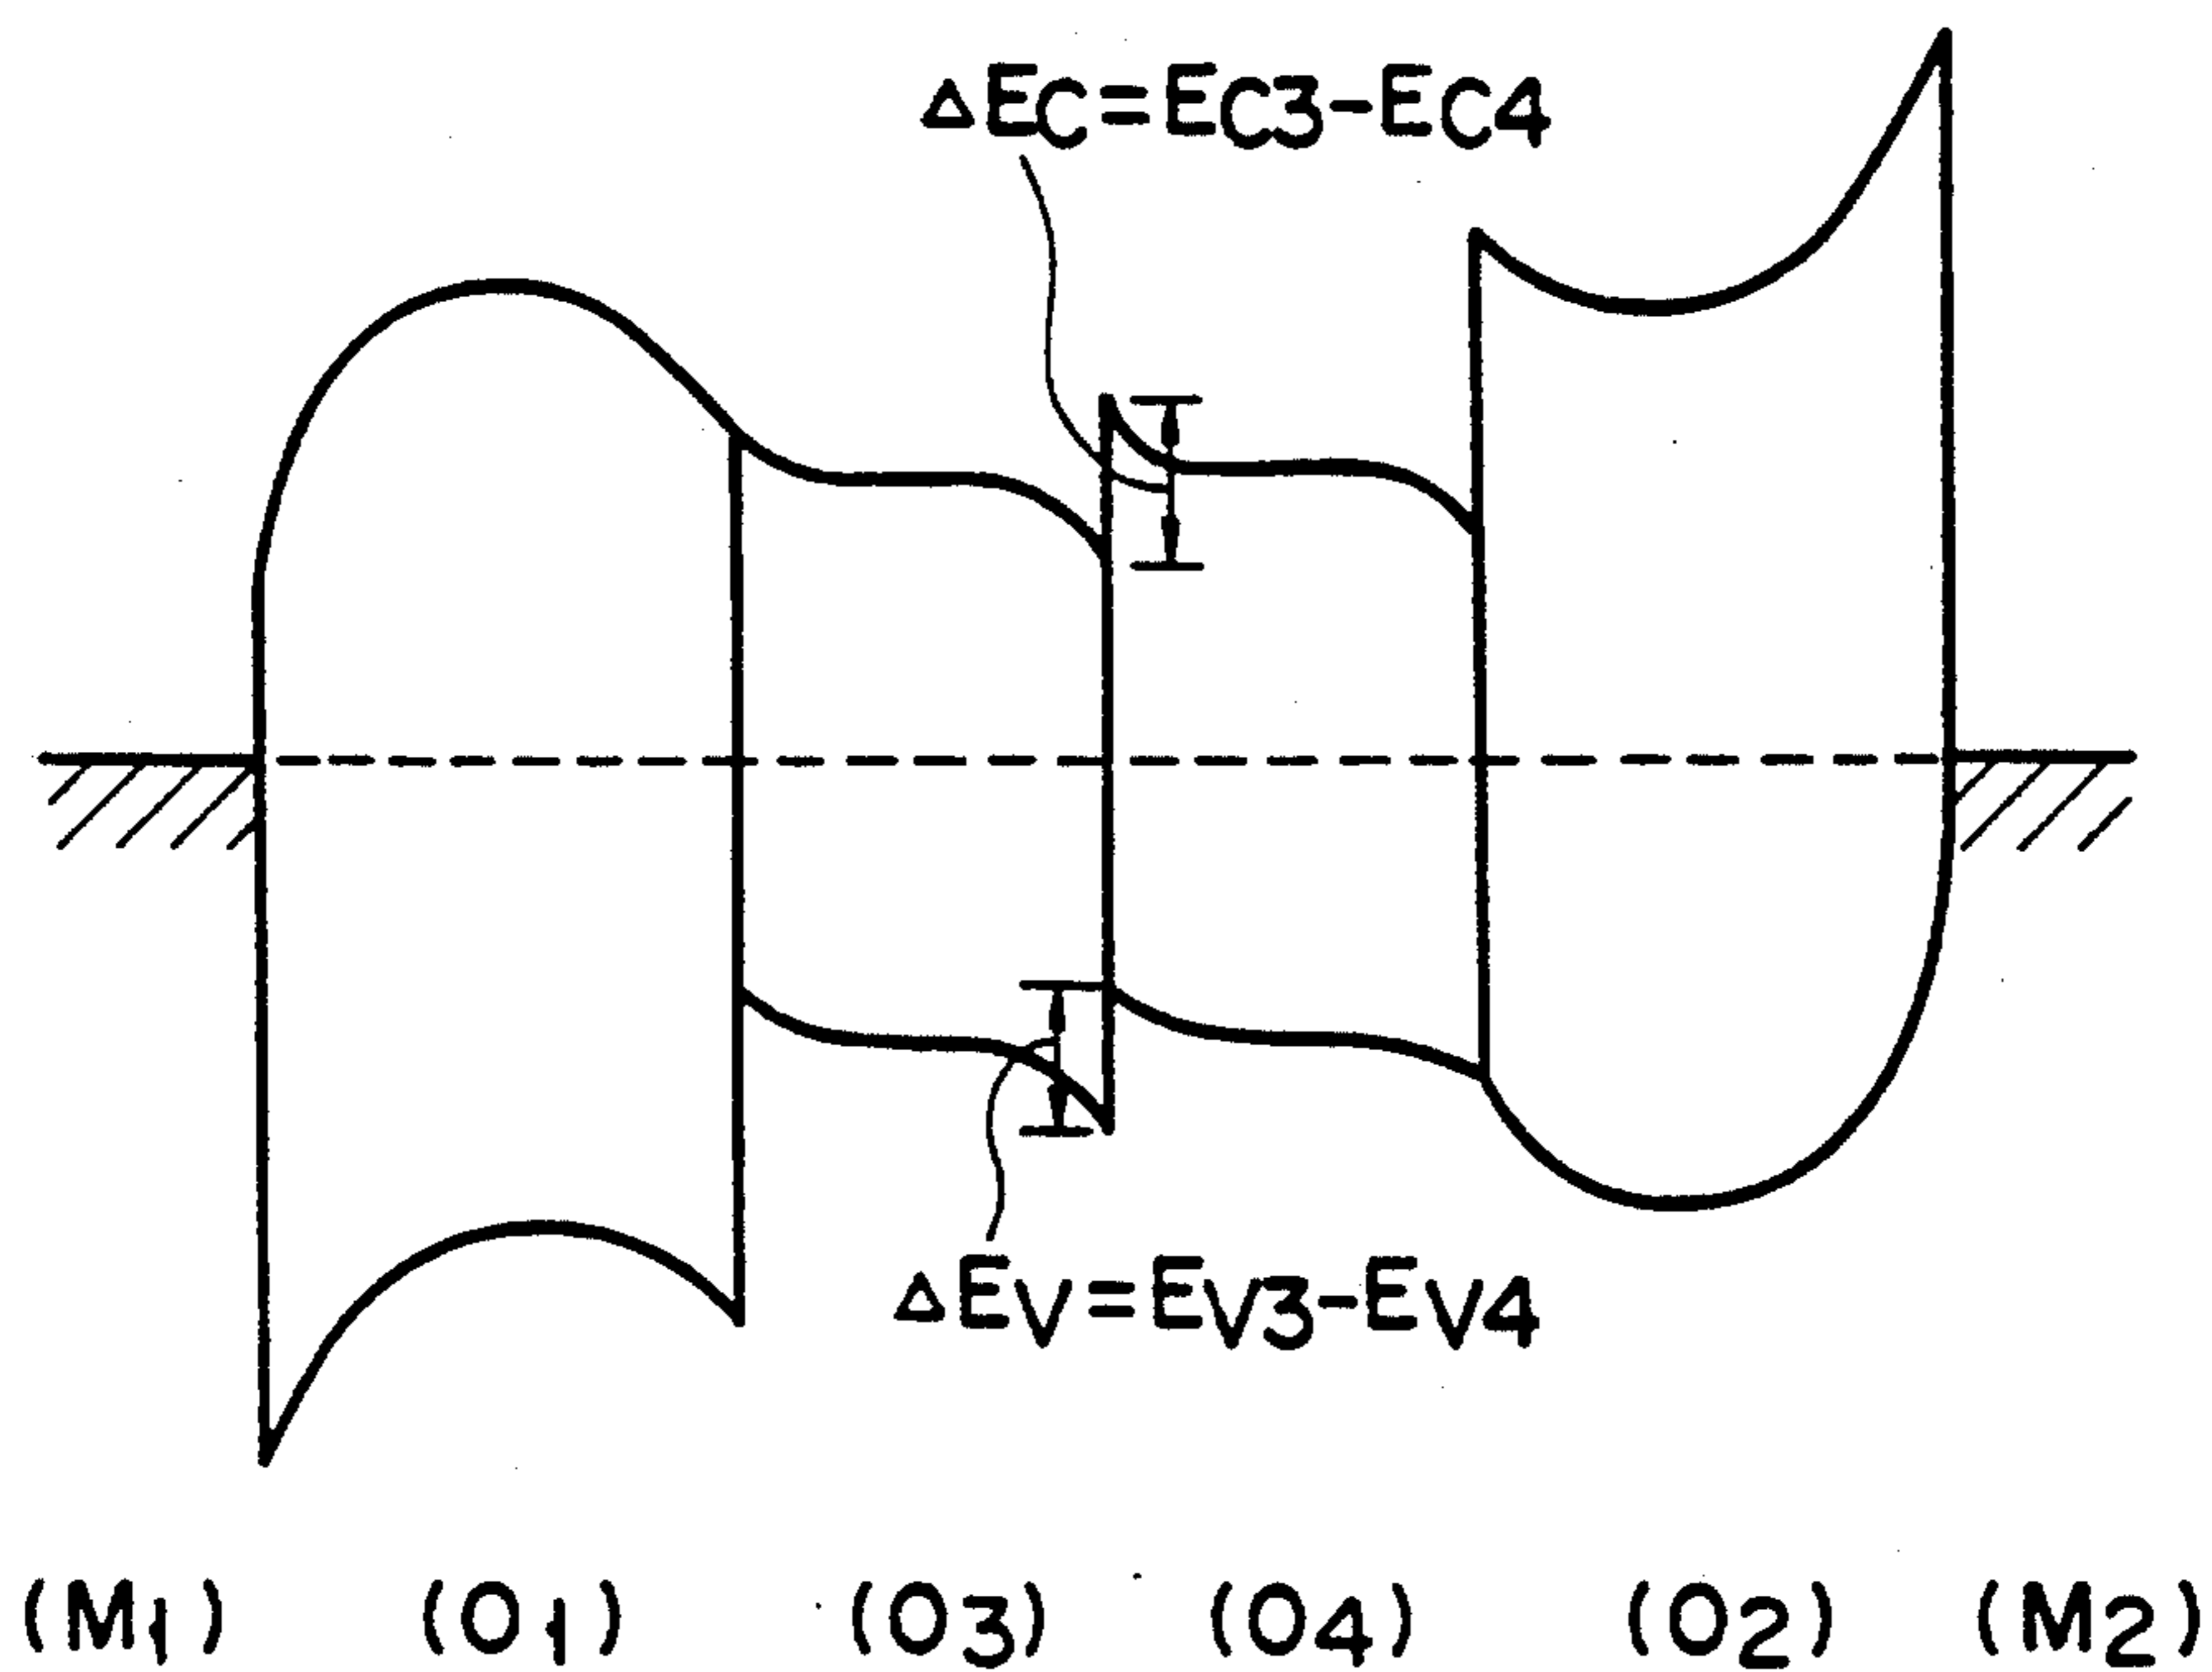 ΔEC=EC3-EC4
ΔEV=EV3-EV4
(M1) (O1) (O3) (O4) (O2) (M2)